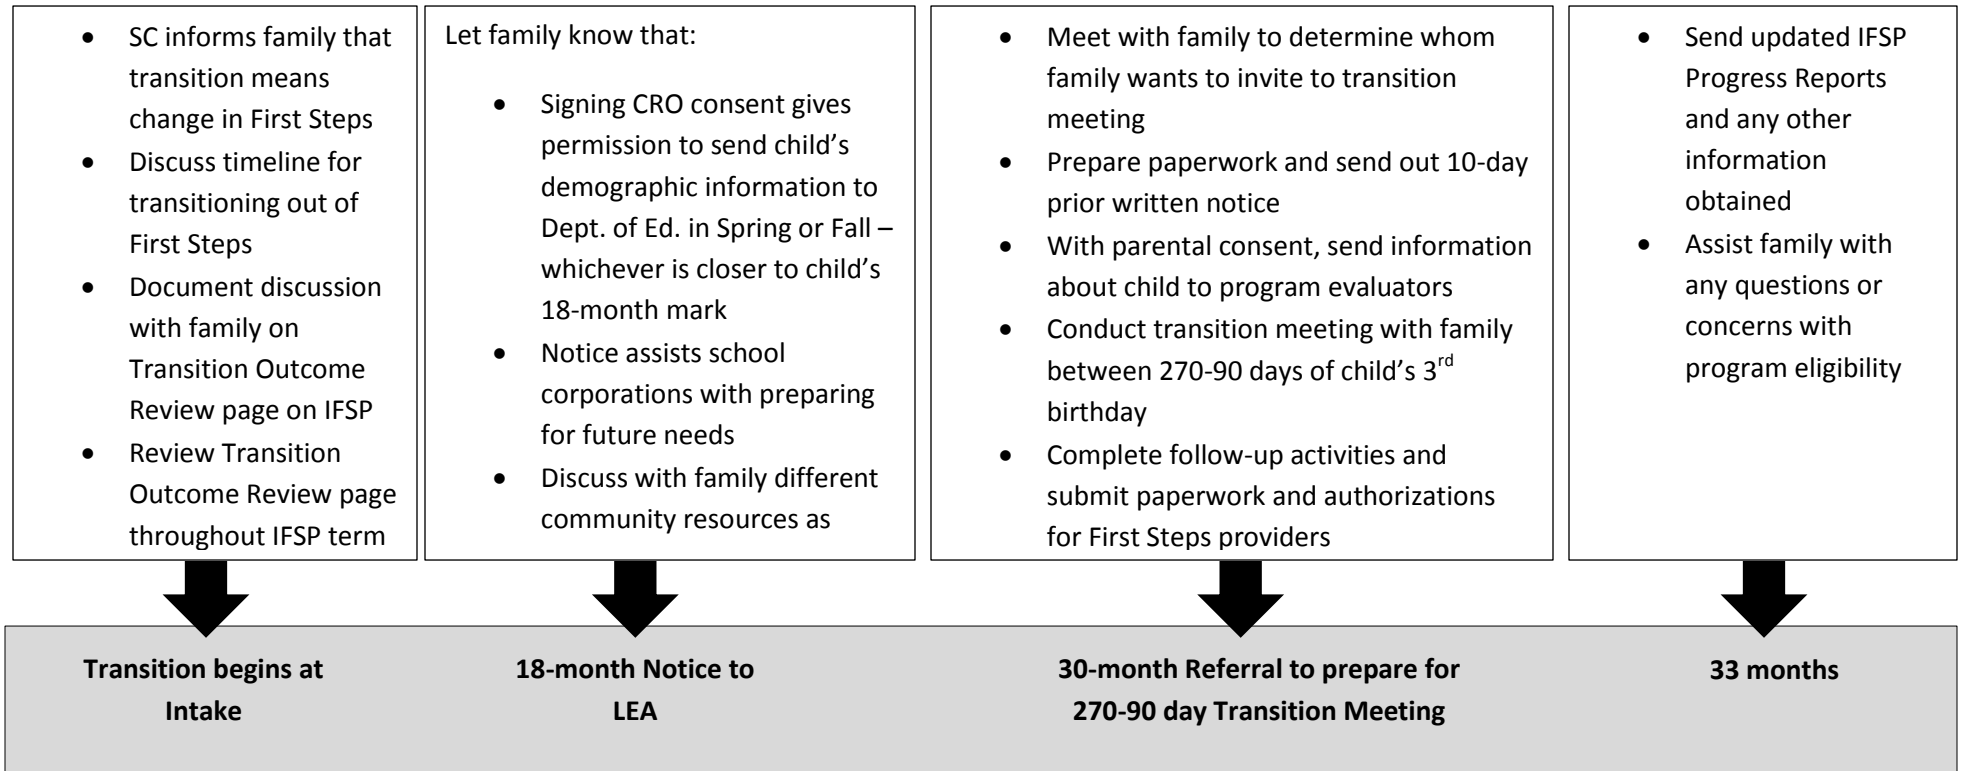 • SC informs family that
transition means
change in First Steps
• Discuss timeline for
transitioning out of
First Steps
• Document discussion
with family on
Transition Outcome
Review page on IFSP
• Review Transition
Outcome Review page
throughout IFSP term
Let family know that:
• Signing CRO consent gives
permission to send child’s
demographic information to
Dept. of Ed. in Spring or Fall –
whichever is closer to child’s
18-month mark
• Notice assists school
corporations with preparing
for future needs
• Discuss with family different
community resources as
• Meet with family to determine whom
family wants to invite to transition
meeting
• Prepare paperwork and send out 10-day
prior written notice
• With parental consent, send information
about child to program evaluators
• Conduct transition meeting with family
between 270-90 days of child’s 3rd
birthday
• Complete follow-up activities and
submit paperwork and authorizations
for First Steps providers
• Send updated IFSP
Progress Reports
and any other
information
obtained
• Assist family with
any questions or
concerns with
program eligibility
Transition begins at
Intake
18-month Notice to
LEA
30-month Referral to prepare for
270-90 day Transition Meeting
33 months